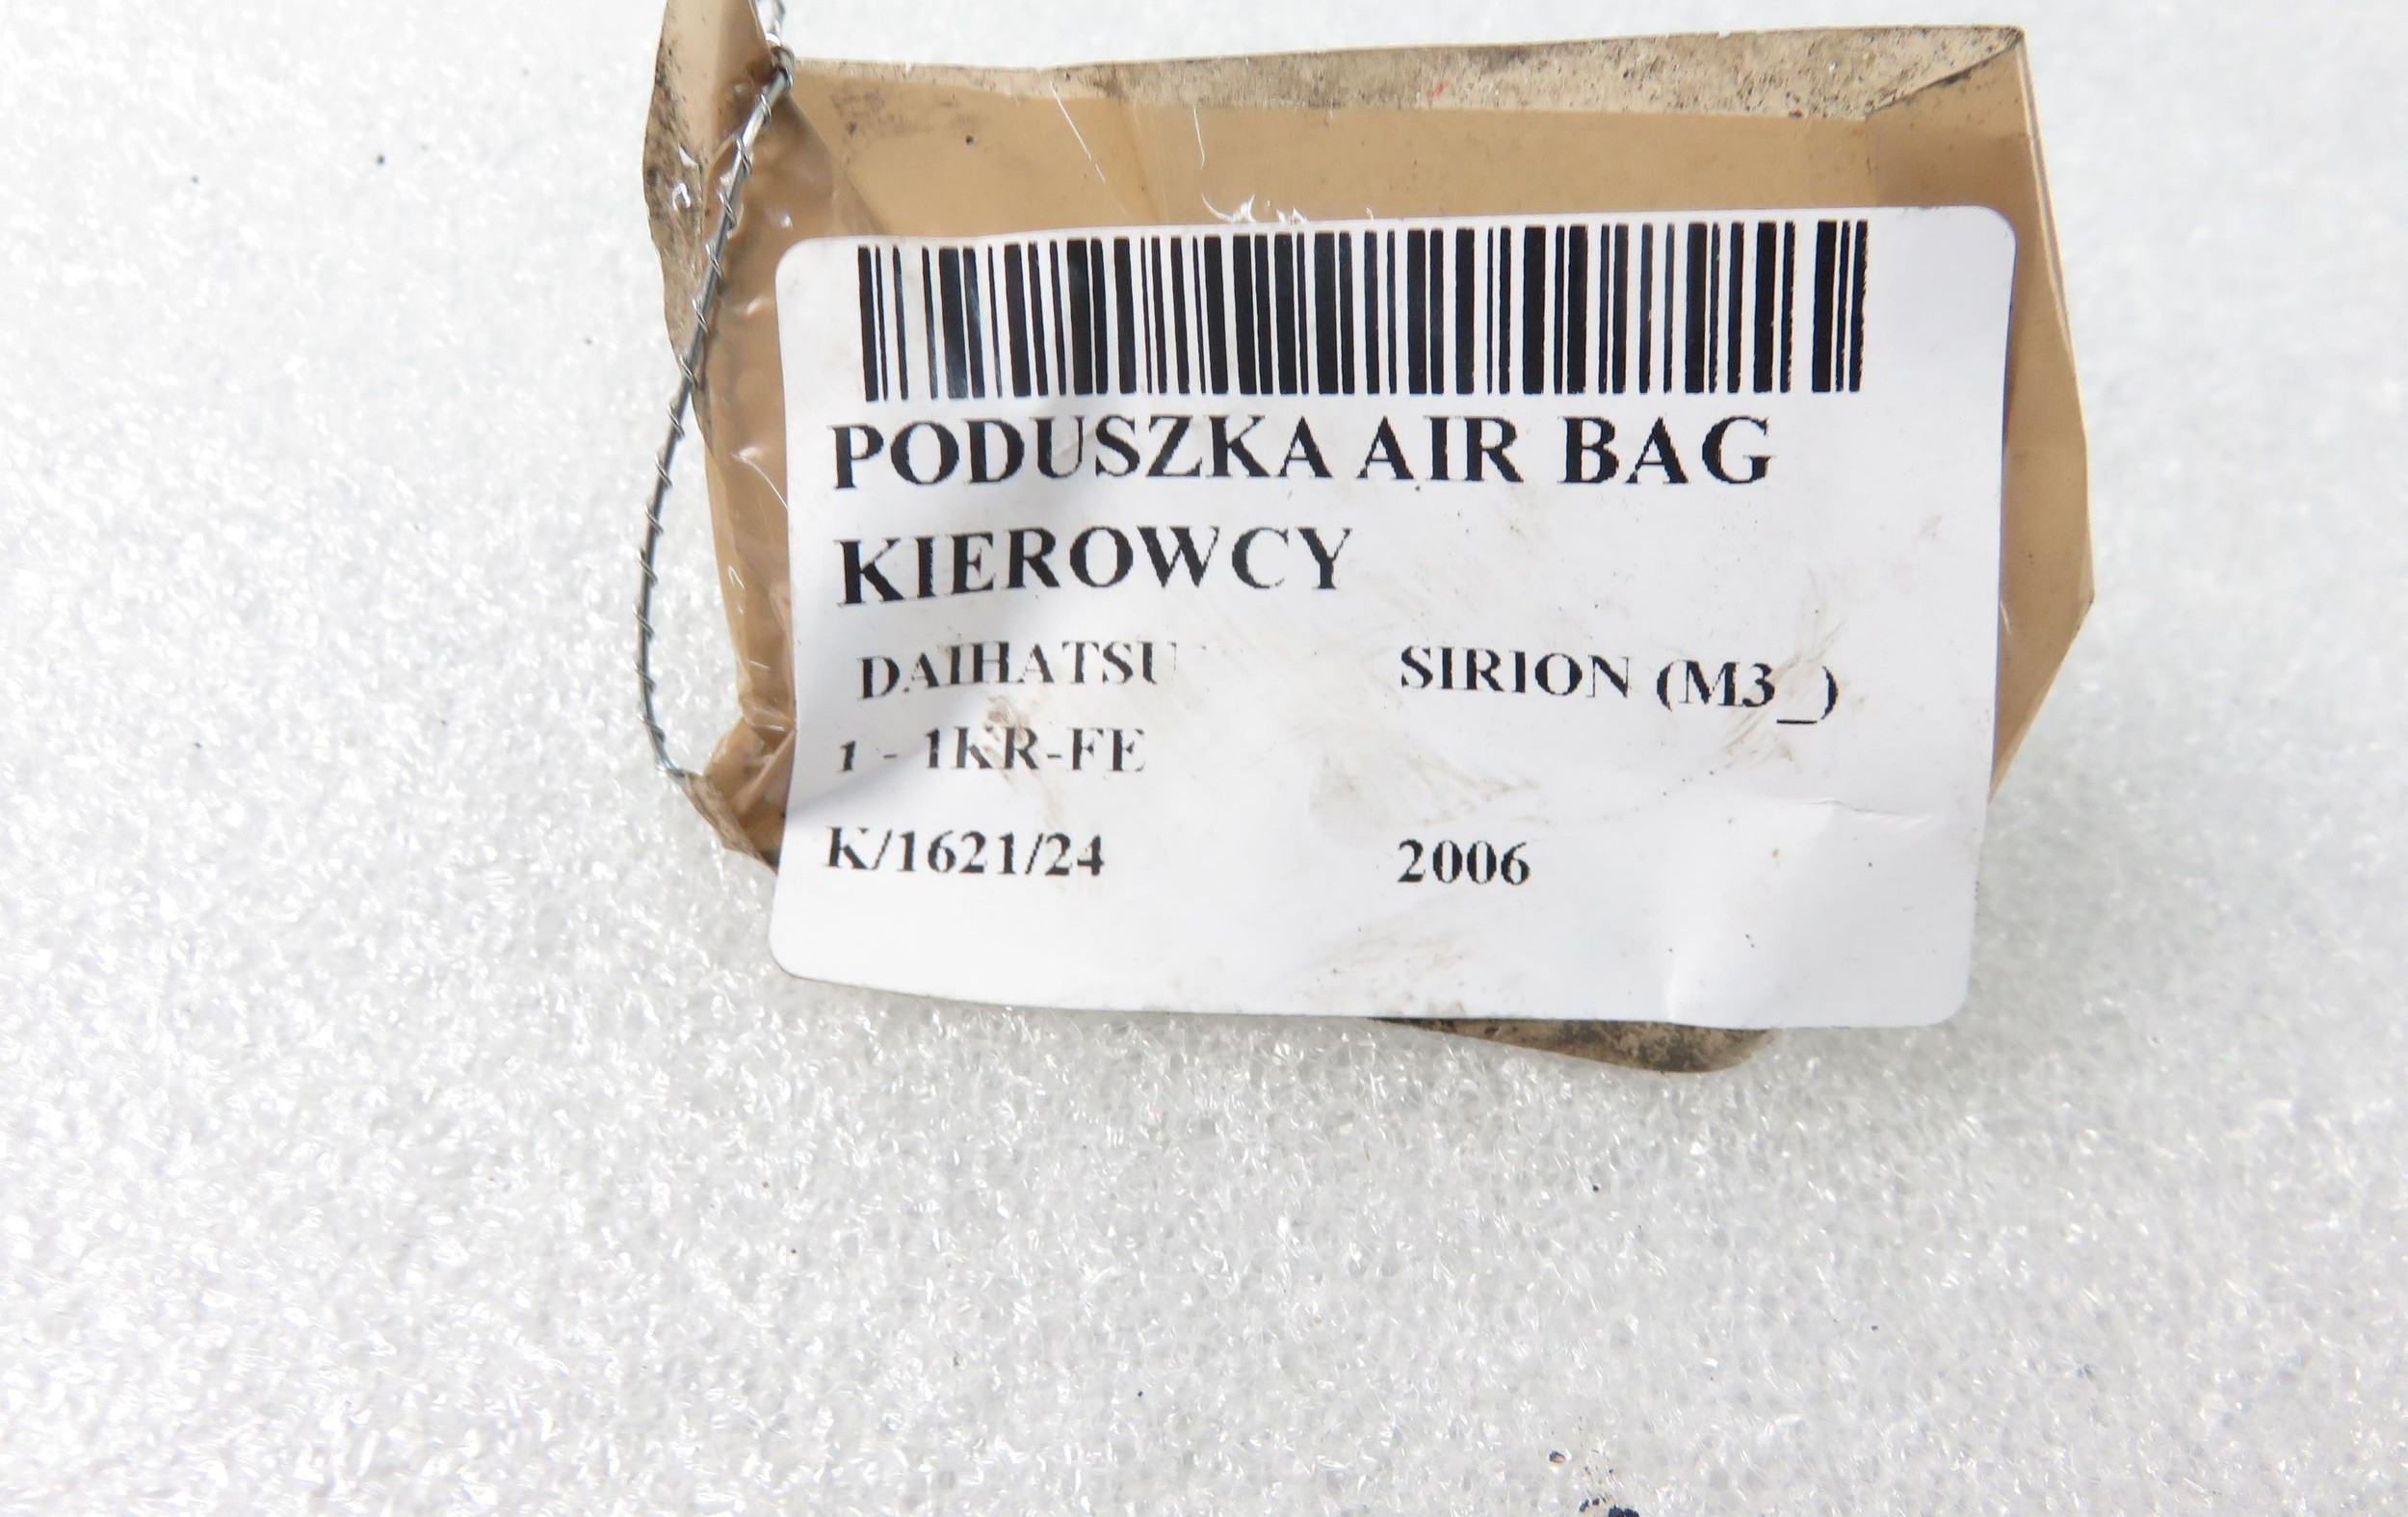 PODUSZKA AIR BAG
KIEROWCY
DAIHATSU SIRION (M3_)
1 - 1KR-FE
K/1621/24 2006